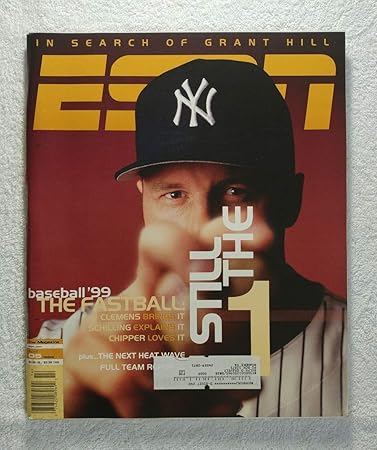 IN SEARCH OF GRANT HILL
ESPN
NY
STILL
THE
1
baseball '99
THE FASTBALL:
CLEMENS BRINGS IT
SCHILLING EXPLAINS IT
CHIPPER LOVES IT
plus...THE NEXT HEAT WAVE
FULL TEAM